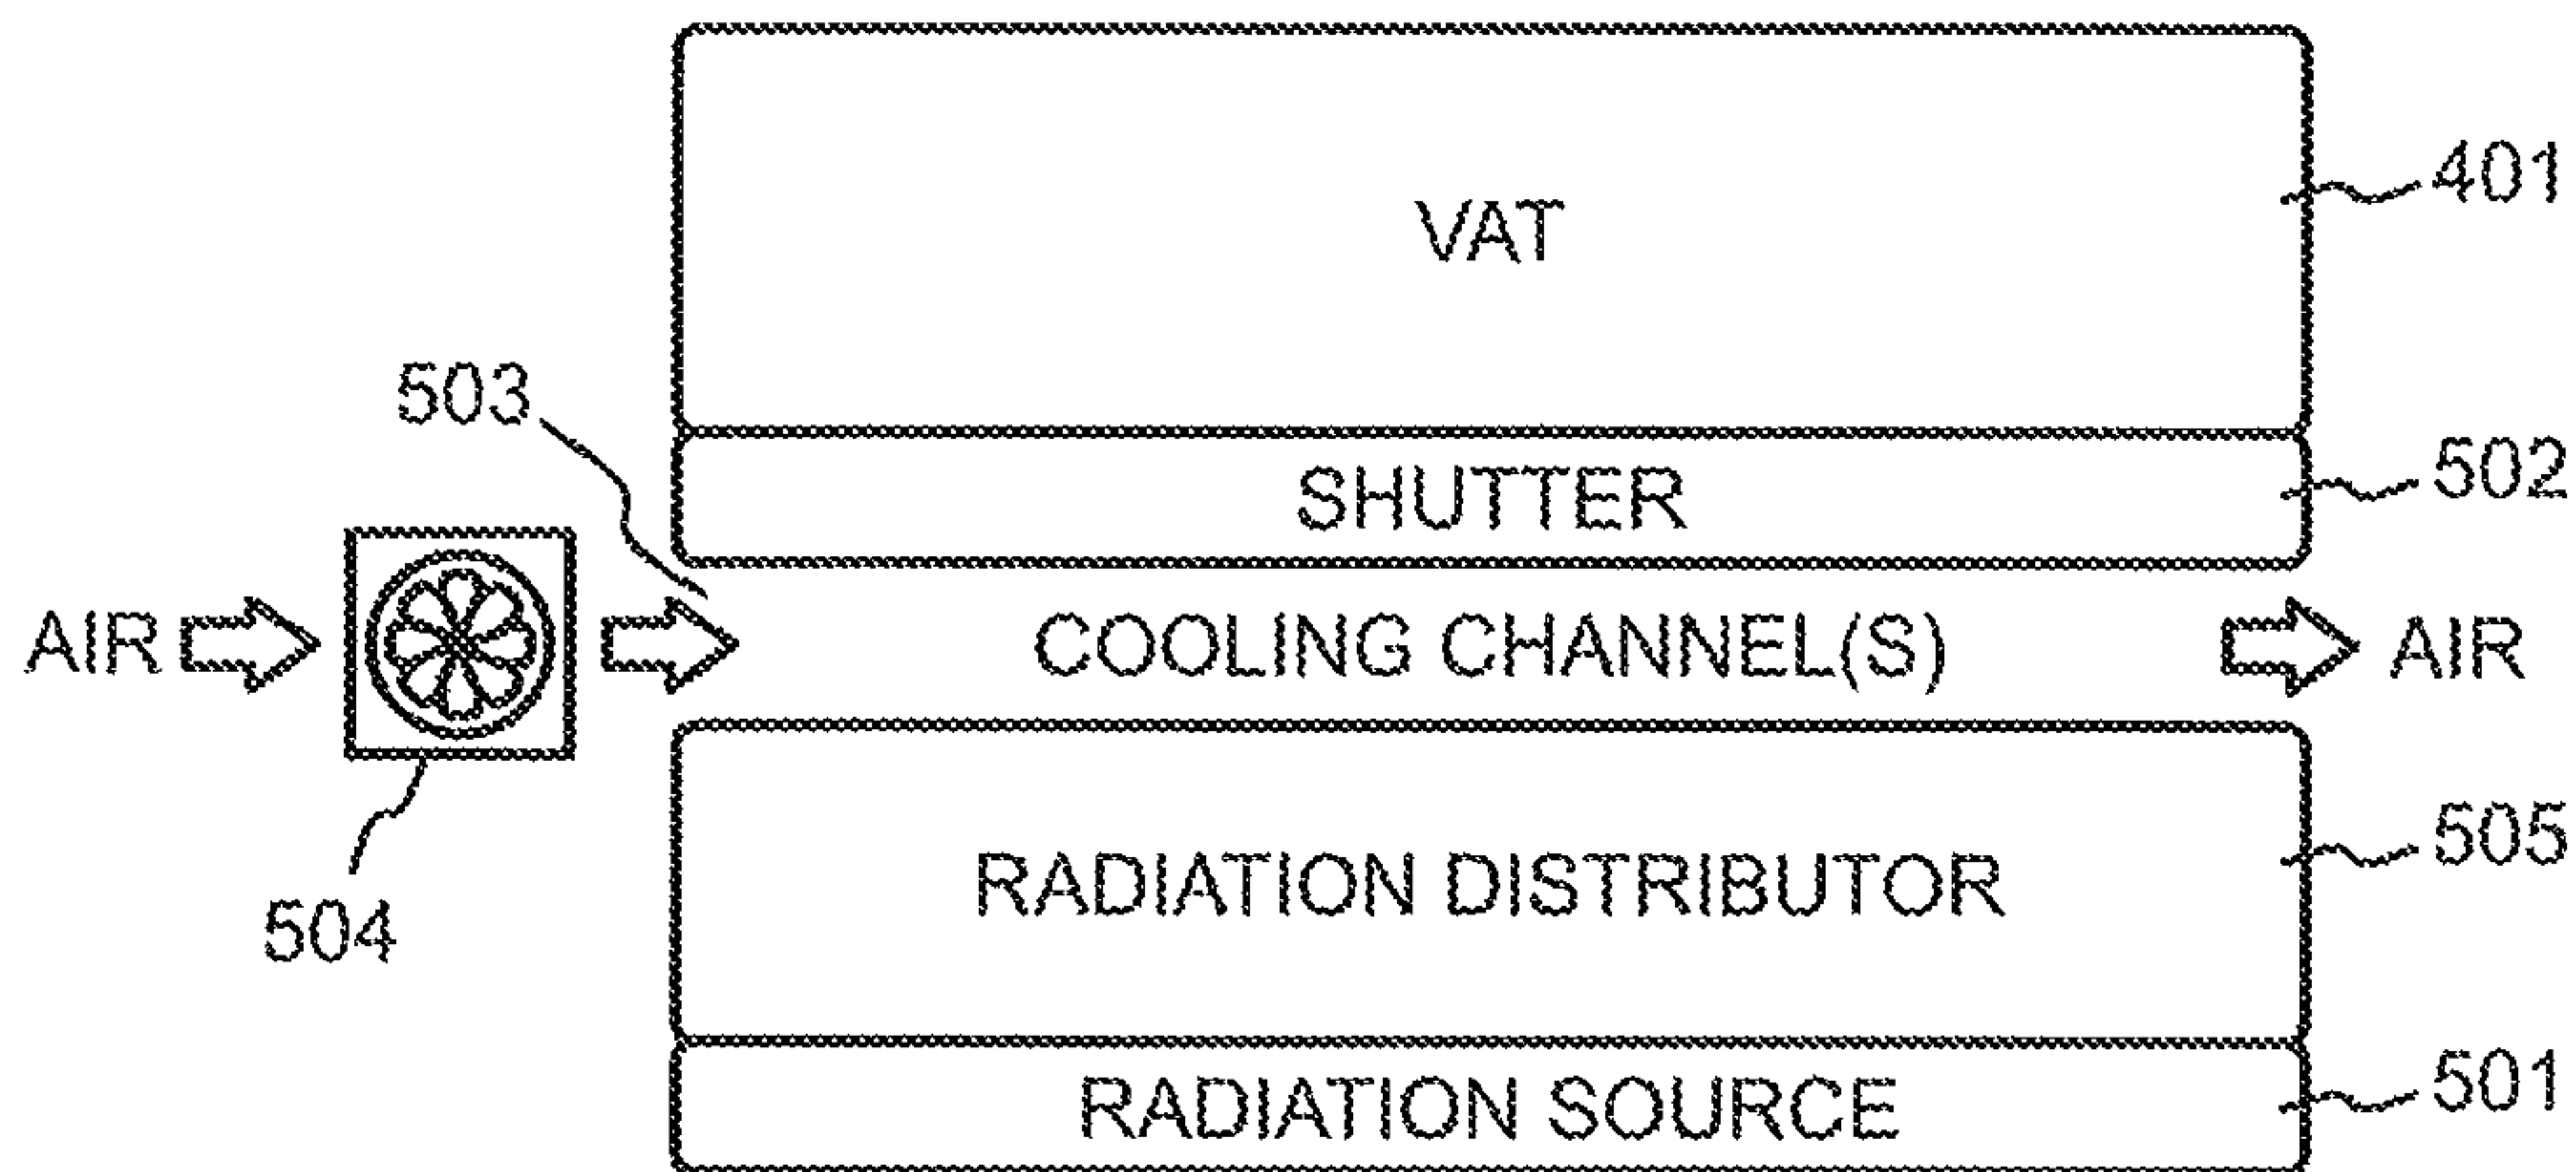 VAT
401
503
SHUTTER
502
AIR
COOLING CHANNEL(S)
AIR
504
RADIATION DISTRIBUTOR
505
RADIATION SOURCE
501